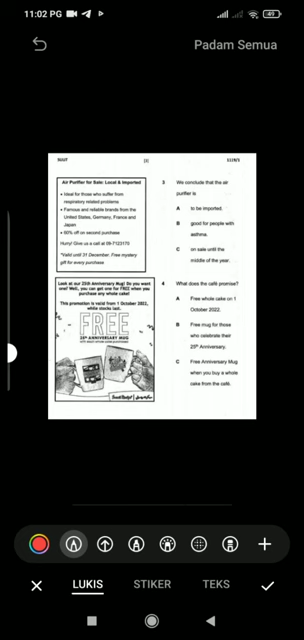 11:02 PG
49
Padam Semua
SULIT
[3]
1119/1
Air Purifier for Sale: Local & Imported
• Ideal for those who suffer from
respiratory related problems
• Famous and reliable brands from the
United States, Germany, France and
Japan
• 60% off on second purchase
Hurry! Give us a call at 09-7123170
*Valid until 31 December. Free mystery
gift for every purchase
3 We conclude that the air
purifier is
A to be imported.
B good for people with
asthma.
C on sale until the
middle of the year.
Look at our 25th Anniversary Mug! Do you want
one? Well, you can get one for FREE when you
purchase any whole cake!
This promotion is valid from 1 October 2022,
while stocks last.
FREE
25th ANNIVERSARY MUG
4 What does the café promise?
A Free whole cake on 1
October 2022.
B Free mug for those
who celebrate their
25th Anniversary.
C Free Anniversary Mug
when you buy a whole
cake from the café.
LUKIS
STIKER
TEKS